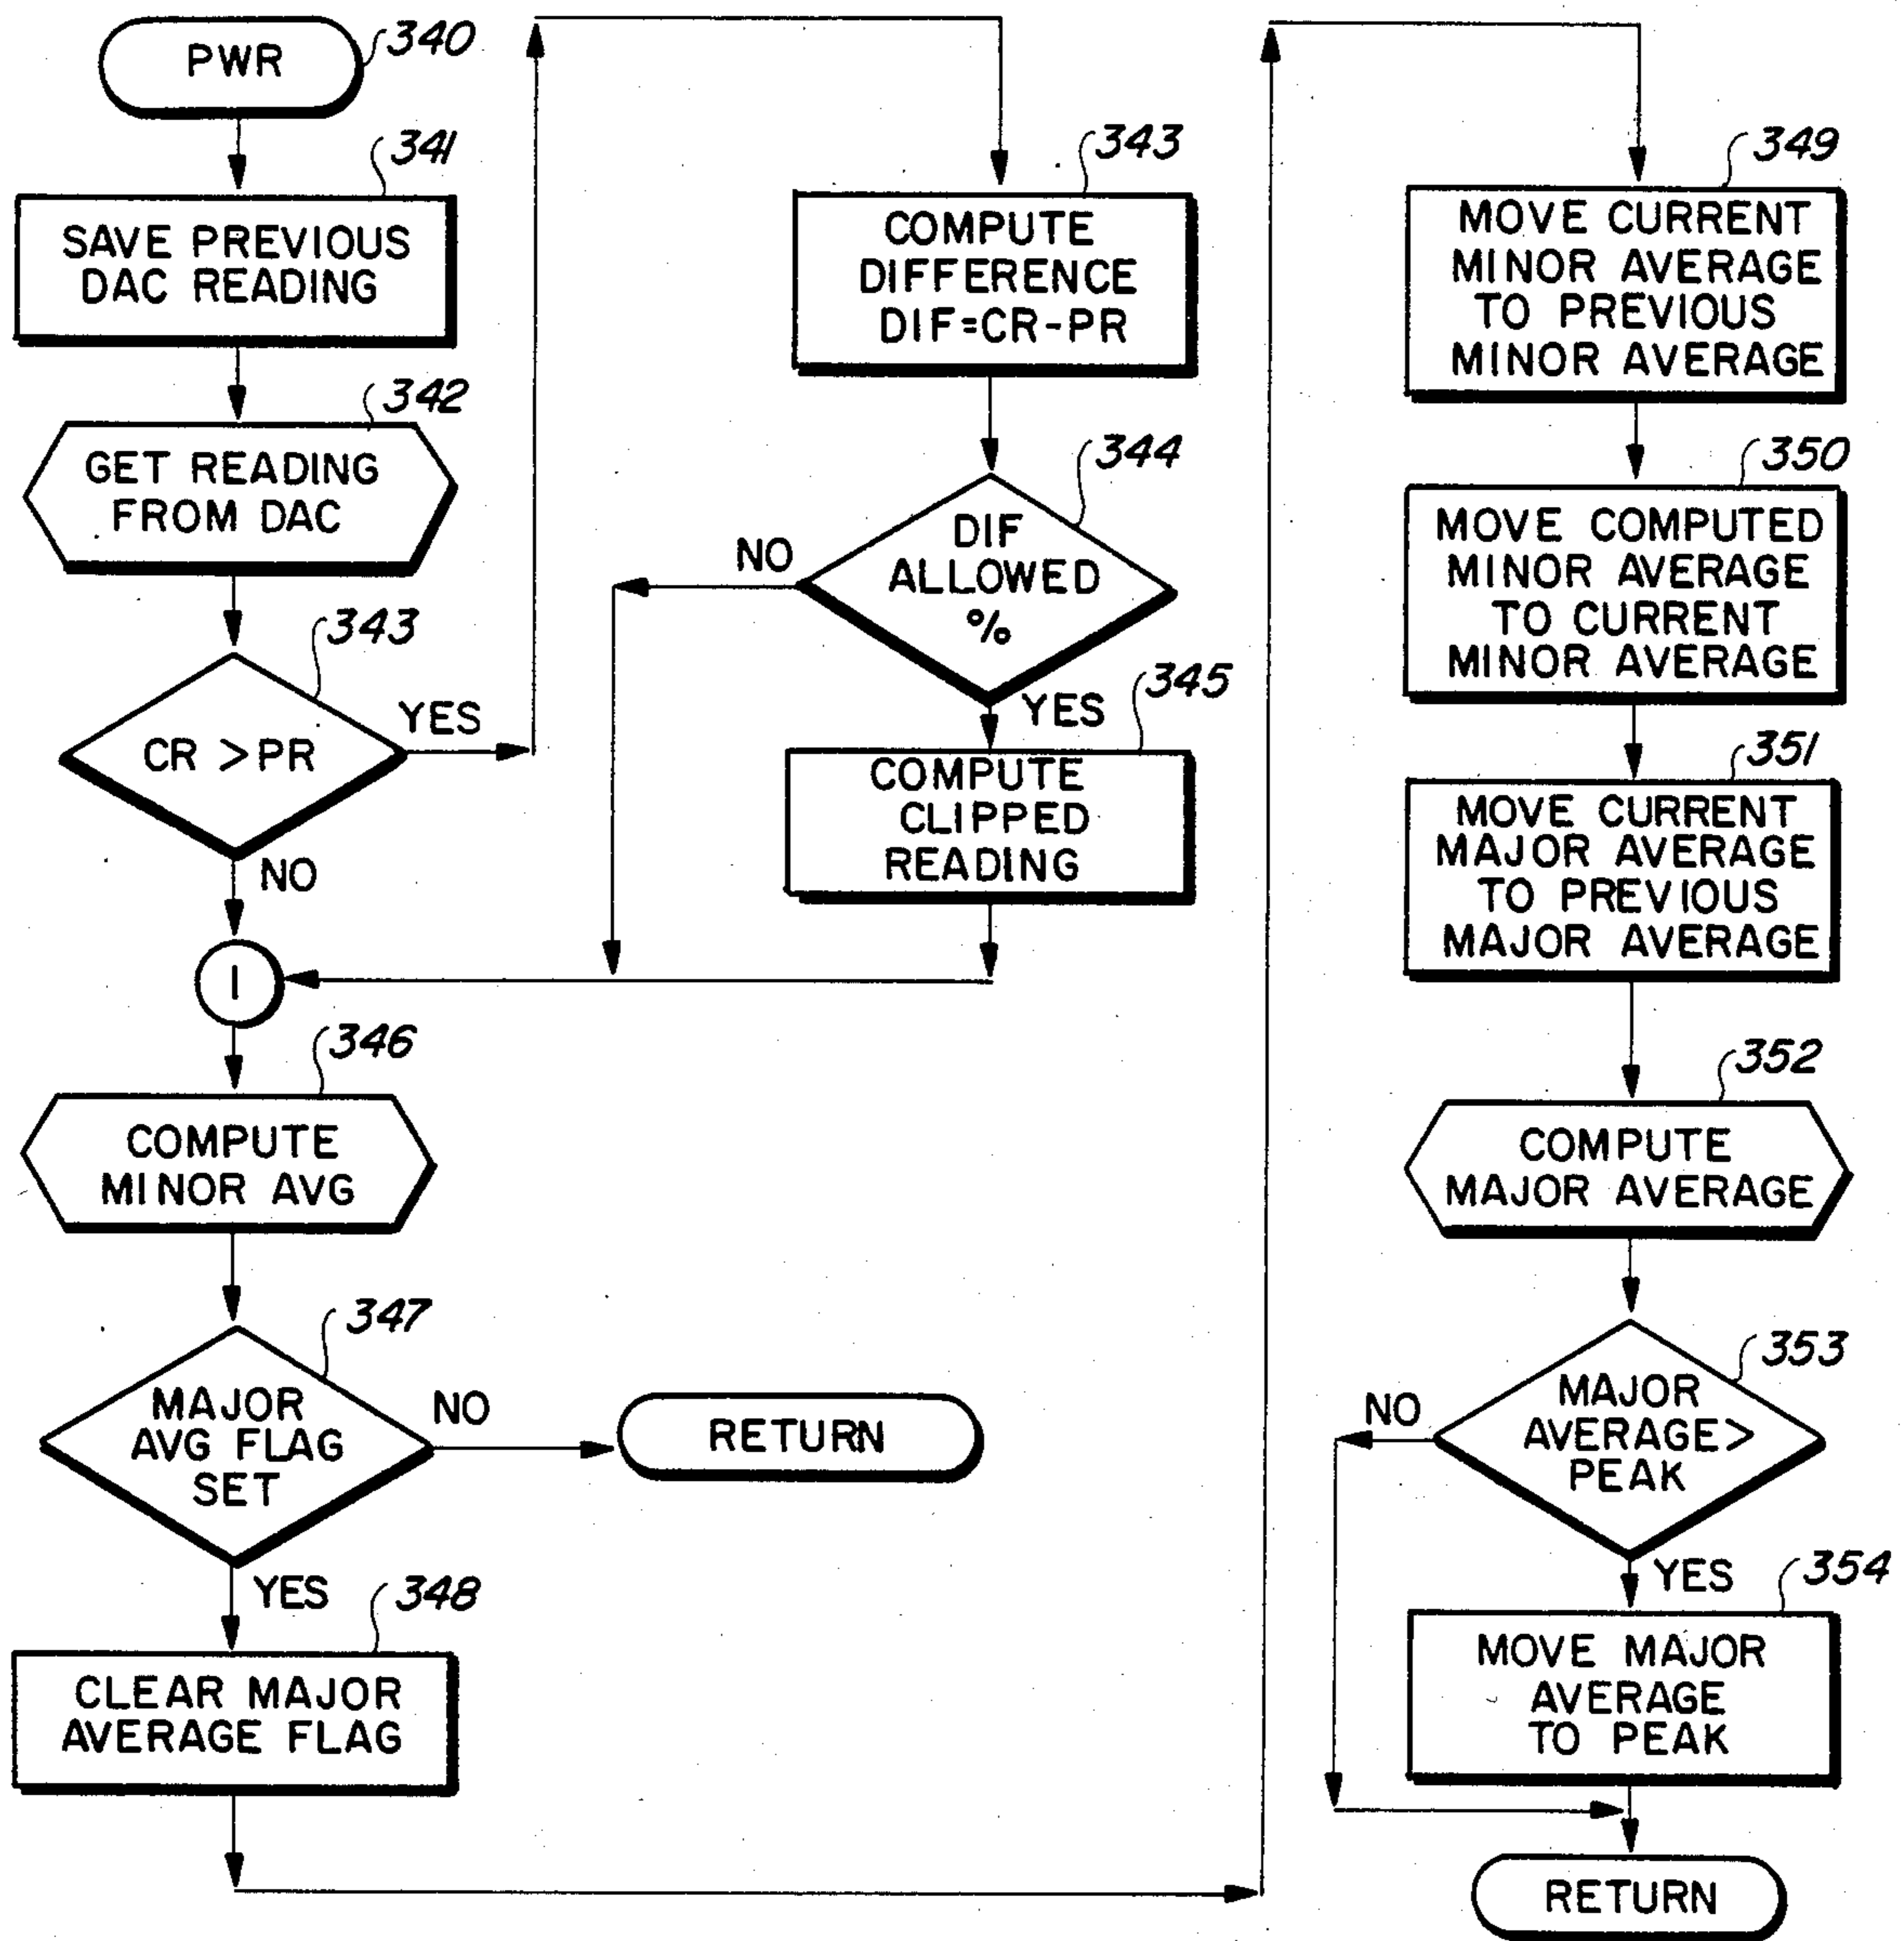 PWR
340
341
SAVE PREVIOUS
DAC READING
342
GET READING
FROM DAC
343
CR > PR
YES
NO
1
346
COMPUTE
MINOR AVG
347
MAJOR
AVG FLAG
SET
NO
RETURN
YES
348
CLEAR MAJOR
AVERAGE FLAG
343
COMPUTE
DIFFERENCE
DIF=CR-PR
344
DIF
ALLOWED
%
NO
YES
345
COMPUTE
CLIPPED
READING
349
MOVE CURRENT
MINOR AVERAGE
TO PREVIOUS
MINOR AVERAGE
350
MOVE COMPUTED
MINOR AVERAGE
TO CURRENT
MINOR AVERAGE
351
MOVE CURRENT
MAJOR AVERAGE
TO PREVIOUS
MAJOR AVERAGE
352
COMPUTE
MAJOR AVERAGE
353
MAJOR
AVERAGE>
PEAK
NO
YES
354
MOVE MAJOR
AVERAGE
TO PEAK
RETURN